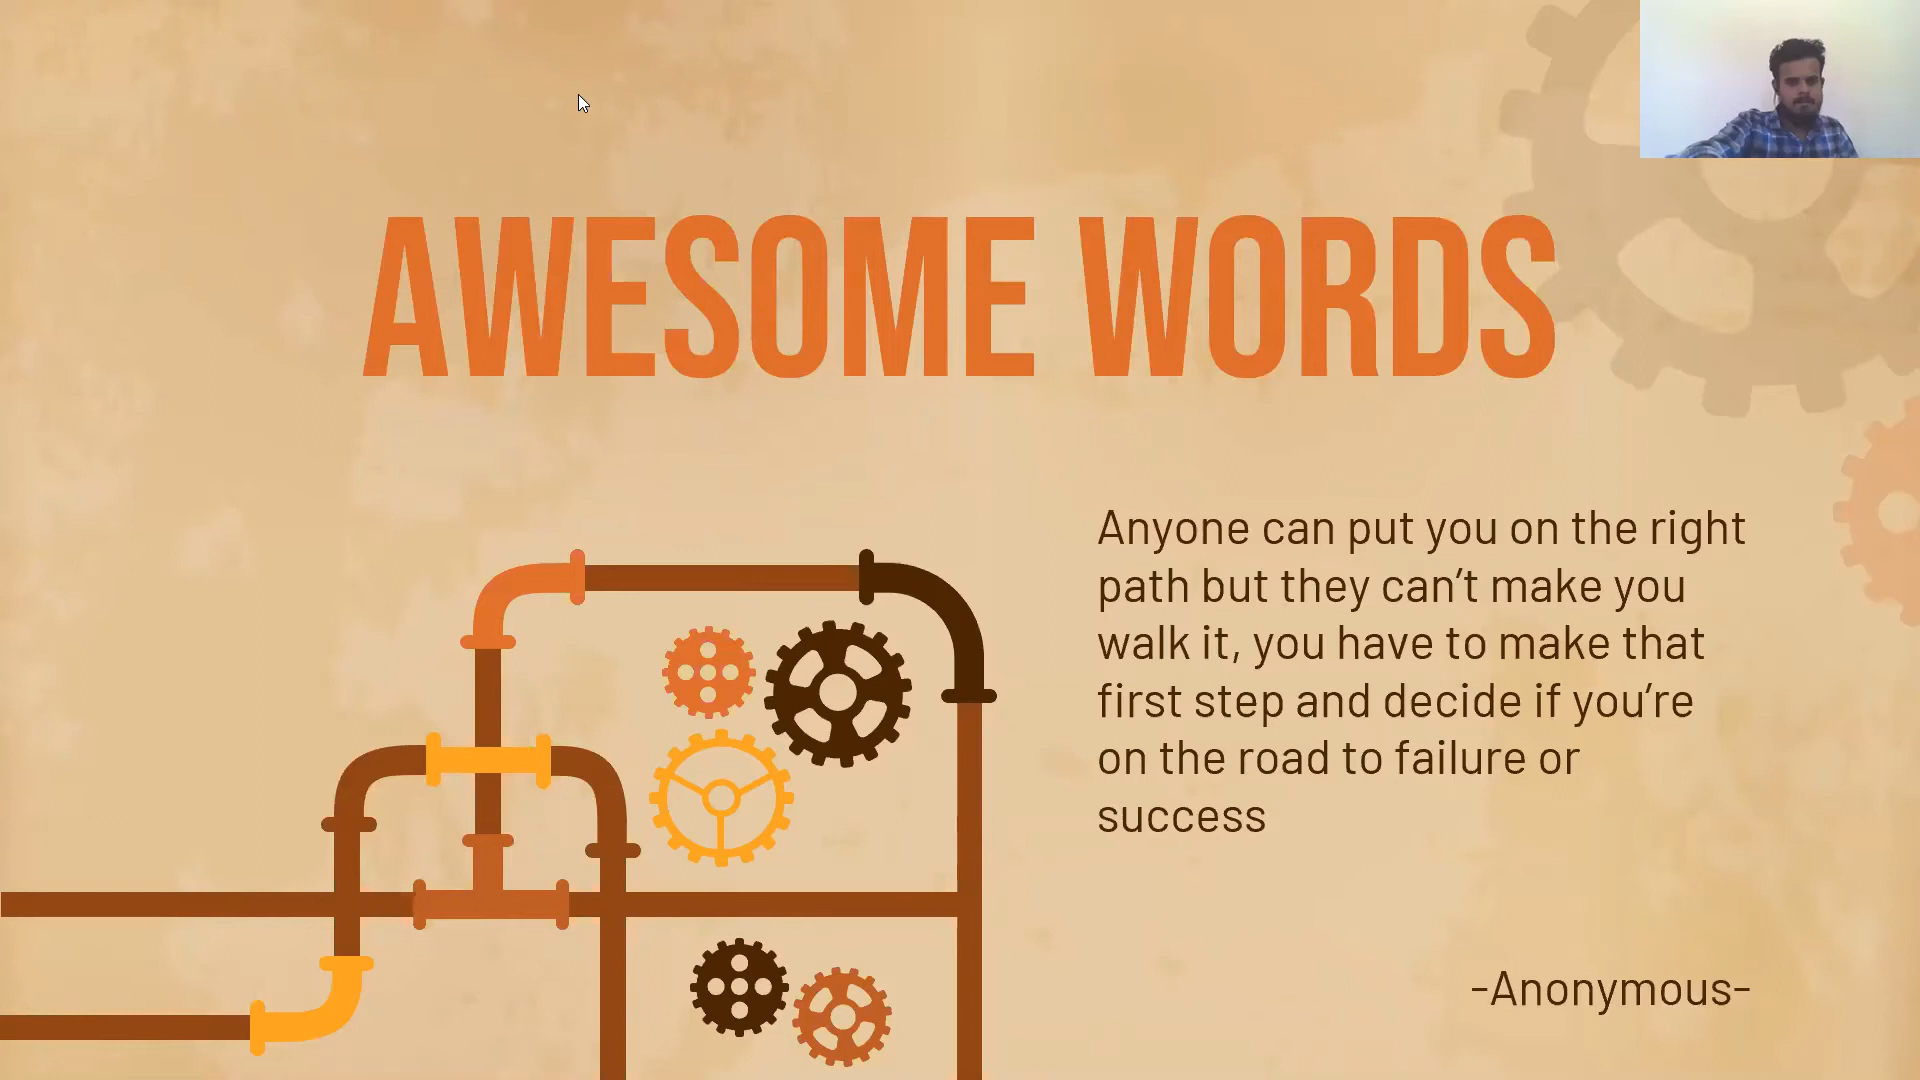 AWESOME WORDS
Anyone can put you on the right
path but they can’t make you
walk it, you have to make that
first step and decide if you’re
on the road to failure or
success
-Anonymous-